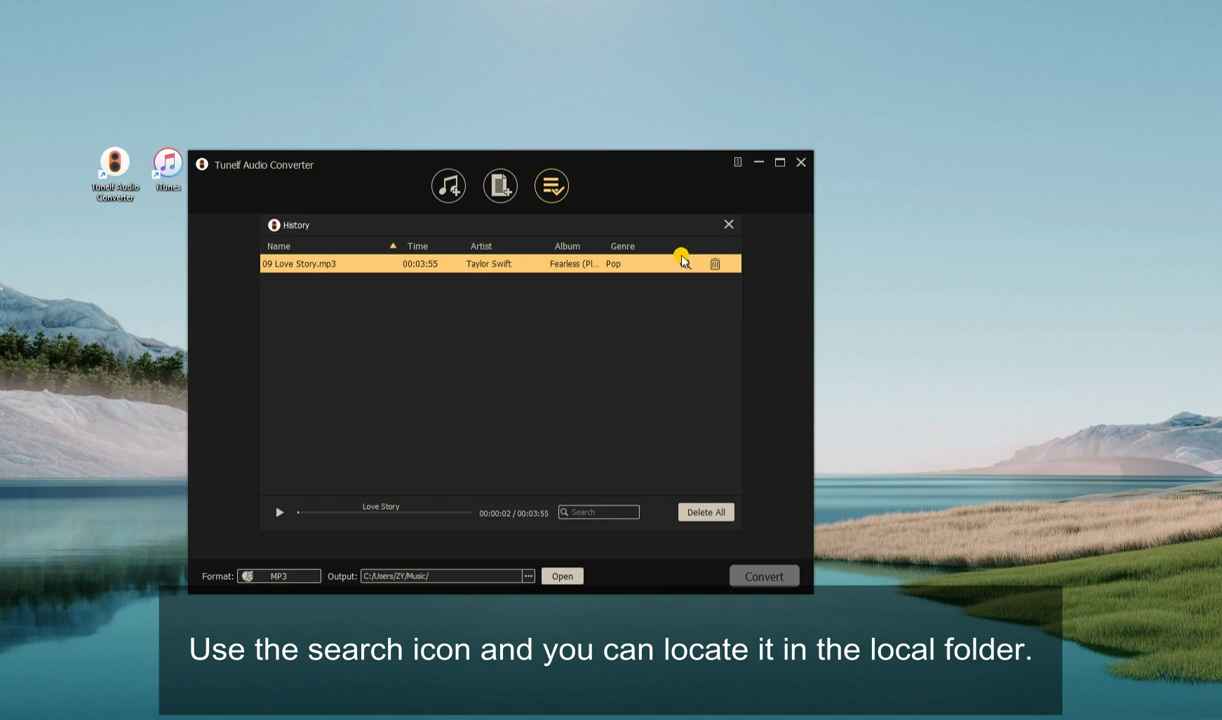 Tunelf Audio Converter
Tunelf Audio
Converter
iTunes
History
Name Time Artist Album Genre
09 Love Story.mp3 00:03:55 Taylor Swift Fearless (Pl... Pop
Love Story
00:00:02 / 00:03:55
Search
Delete All
Format: MP3 Output: C:/Users/ZY/Music/ ... Open Convert
Use the search icon and you can locate it in the local folder.